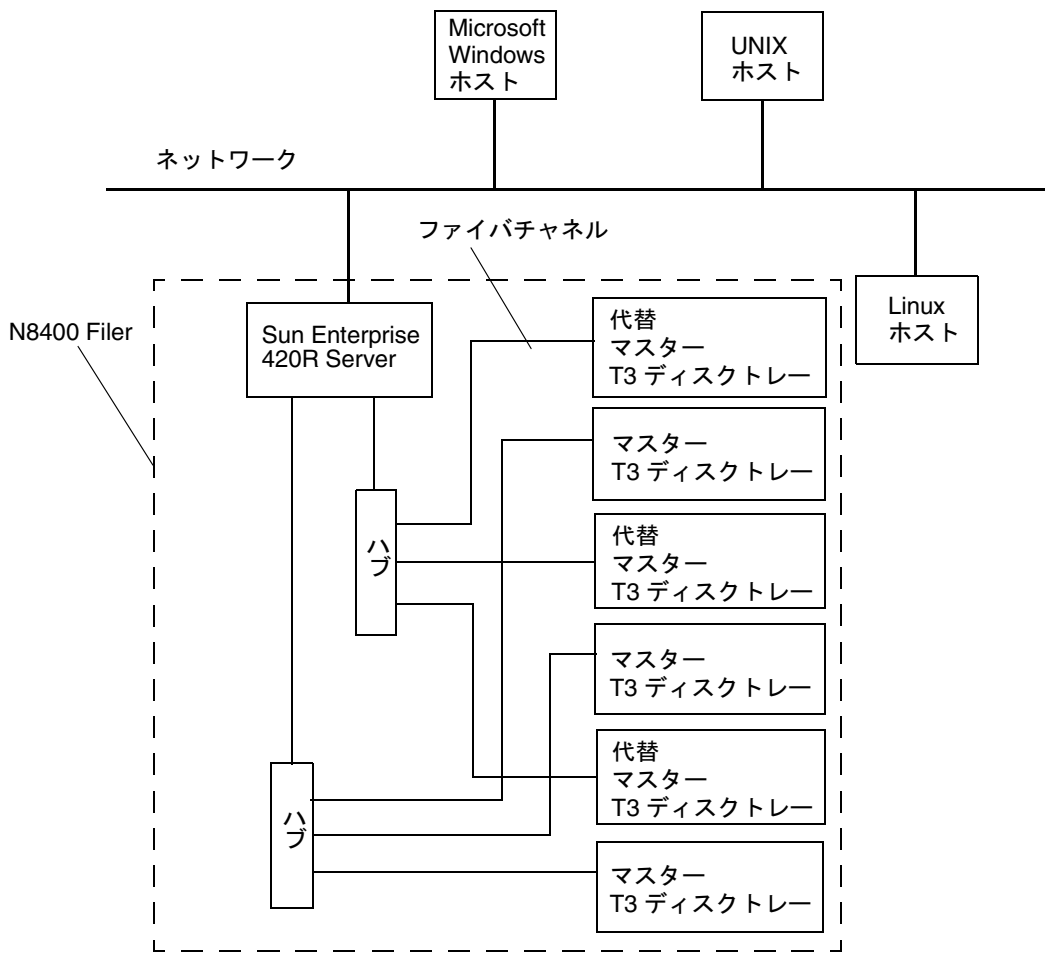 Microsoft
Windows
ホスト
UNIX
ホスト
ネットワーク
ファイバチャネル
N8400 Filer
Sun Enterprise
420R Server
代替
マスター
T3 ディスクトレー
Linux
ホスト
マスター
T3 ディスクトレー
ハブ
代替
マスター
T3 ディスクトレー
マスター
T3 ディスクトレー
代替
マスター
T3 ディスクトレー
ハブ
マスター
T3 ディスクトレー